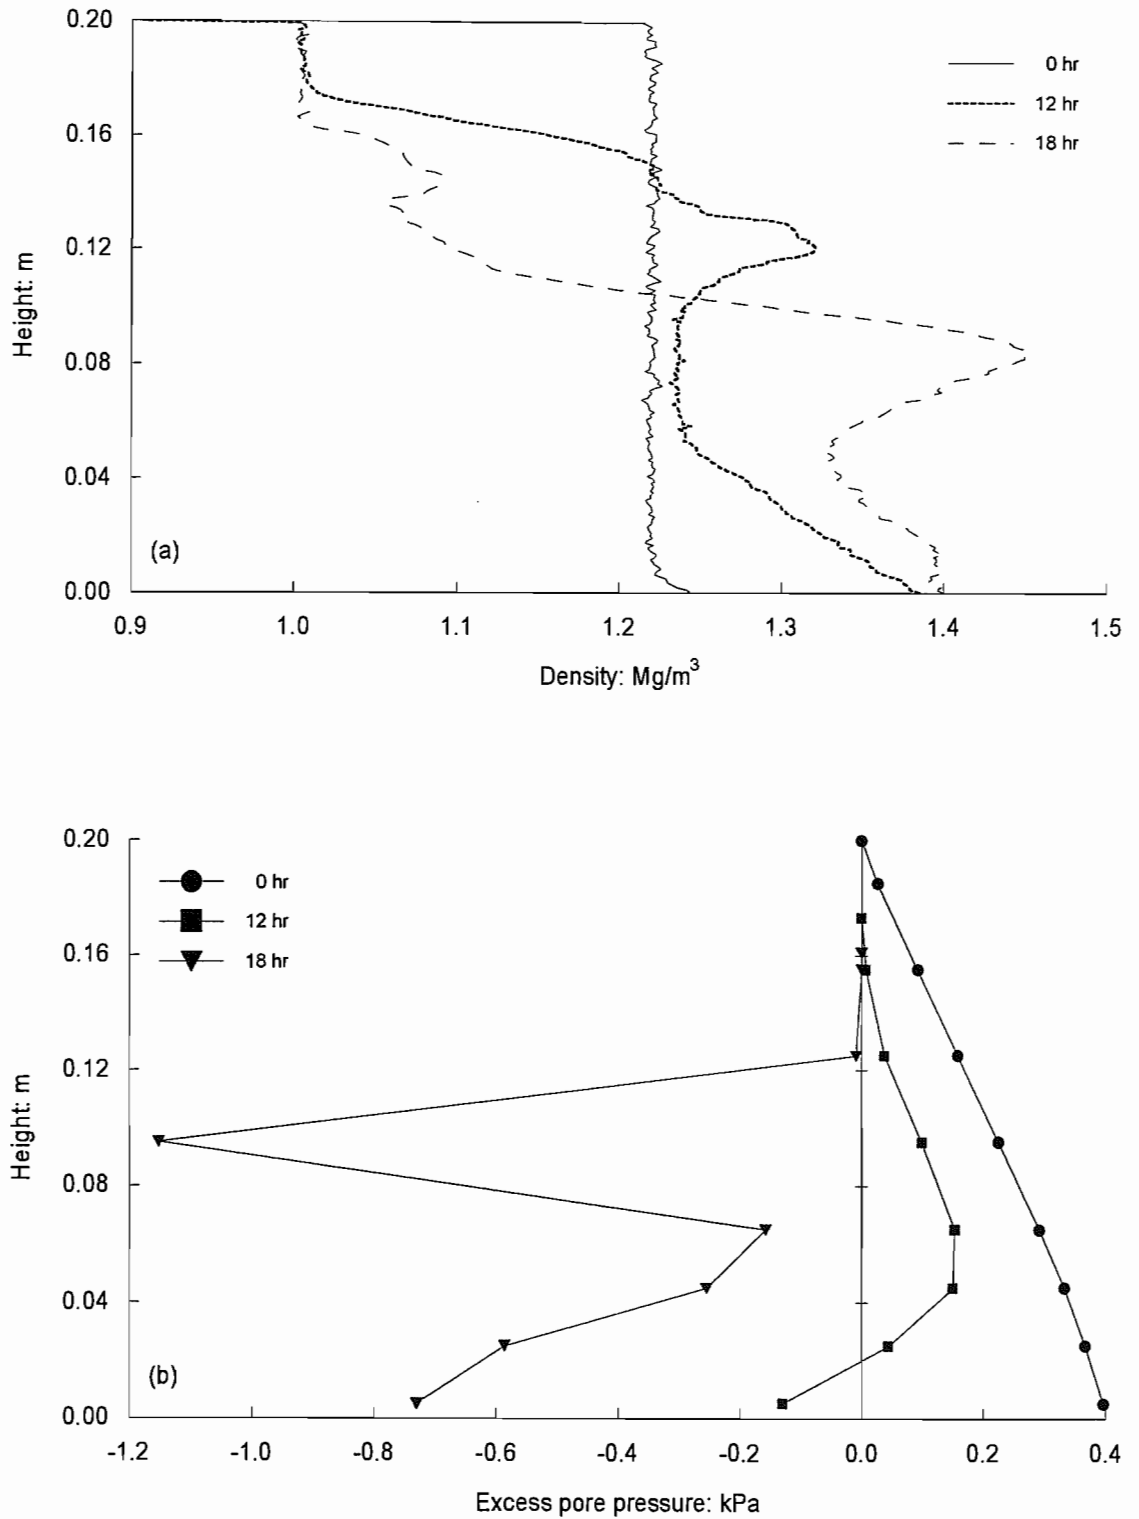 0.20
0.16
0.12
0.08
0.04
0.00
Height: m
0 hr
12 hr
18 hr
(a)
0.9 1.0 1.1 1.2 1.3 1.4 1.5
Density: Mg/m³
0.20
0.16
0.12
0.08
0.04
0.00
Height: m
0 hr
12 hr
18 hr
(b)
-1.2 -1.0 -0.8 -0.6 -0.4 -0.2 0.0 0.2 0.4
Excess pore pressure: kPa